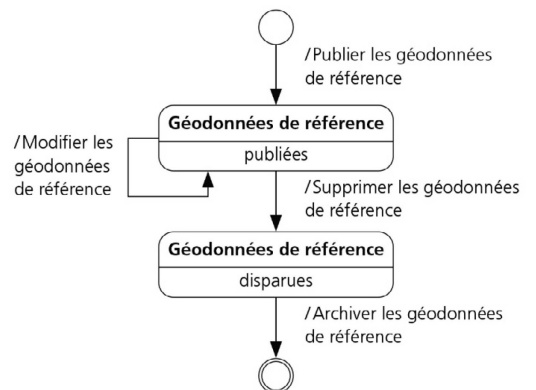 /Publier les géodonnées
de référence
Géodonnées de référence
publiées
/Modifier les
géodonnées
de référence
/Supprimer les géodonnées
de référence
Géodonnées de référence
disparues
/Archiver les géodonnées
de référence